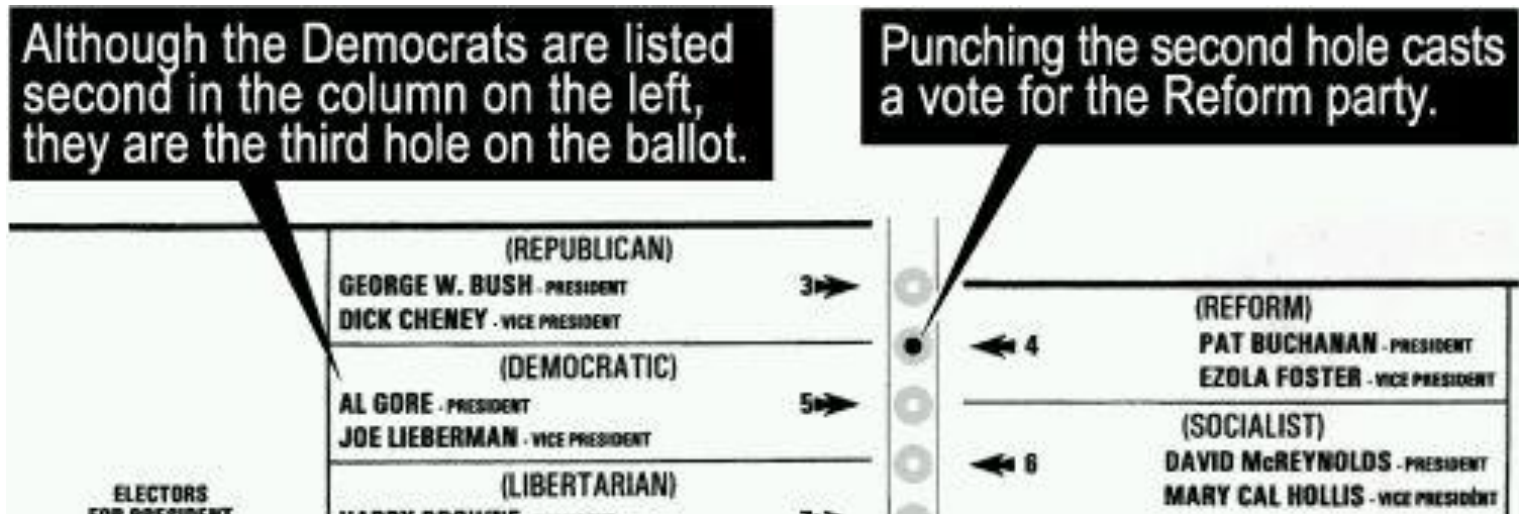 Although the Democrats are listed
second in the column on the left,
they are the third hole on the ballot.
Punching the second hole casts
a vote for the Reform party.
(REPUBLICAN)
GEORGE W. BUSH - PRESIDENT
DICK CHENEY - VICE PRESIDENT
3
(DEMOCRATIC)
AL GORE - PRESIDENT
JOE LIEBERMAN - VICE PRESIDENT
5
(LIBERTARIAN)
ELECTORS
FOR PRESIDENT
(REFORM)
PAT BUCHANAN - PRESIDENT
EZOLA FOSTER - VICE PRESIDENT
4
(SOCIALIST)
DAVID McREYNOLDS - PRESIDENT
MARY CAL HOLLIS - VICE PRESIDENT
6